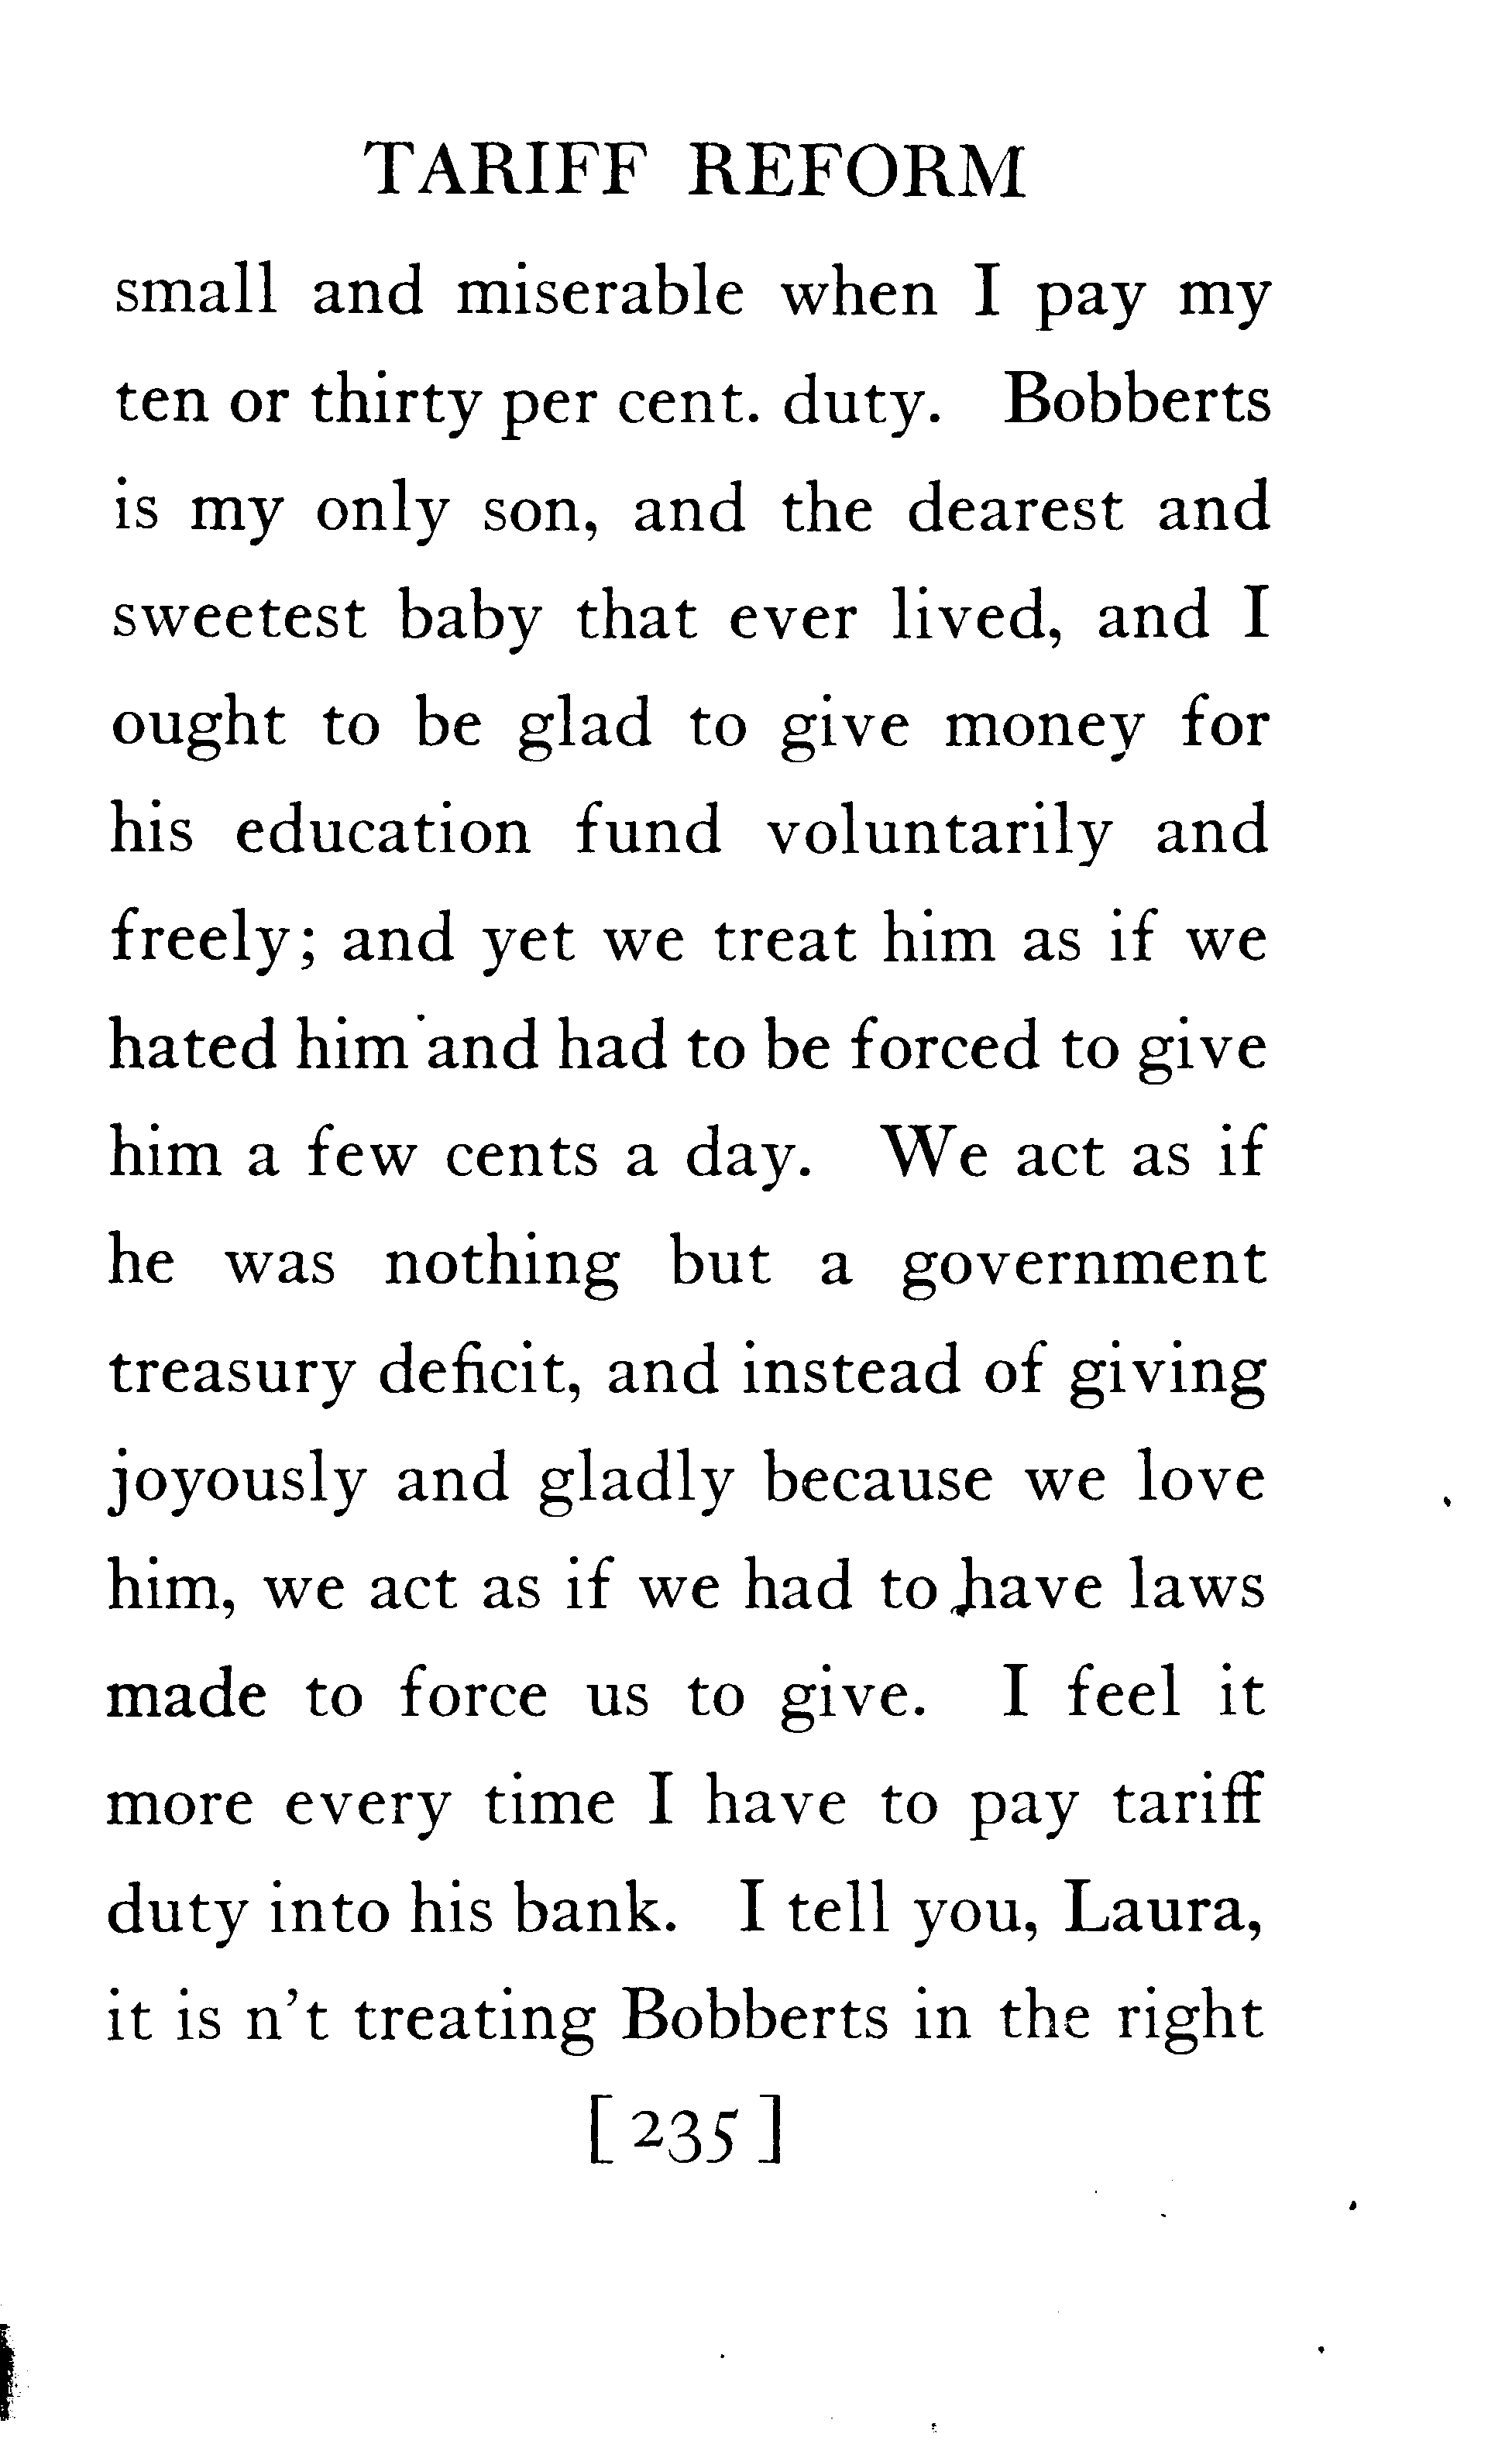 TARIFF REFORM
small and miserable when I pay my
ten or thirty per cent. duty. Bobberts
is my only son, and the dearest and
sweetest baby that ever lived, and I
ought to be glad to give money for
his education fund voluntarily and
freely; and yet we treat him as if we
hated him and had to be forced to give
him a few cents a day. We act as if
he was nothing but a government
treasury deficit, and instead of giving
joyously and gladly because we love
him, we act as if we had to have laws
made to force us to give. I feel it
more every time I have to pay tariff
duty into his bank. I tell you, Laura,
it is n't treating Bobberts in the right
[235]